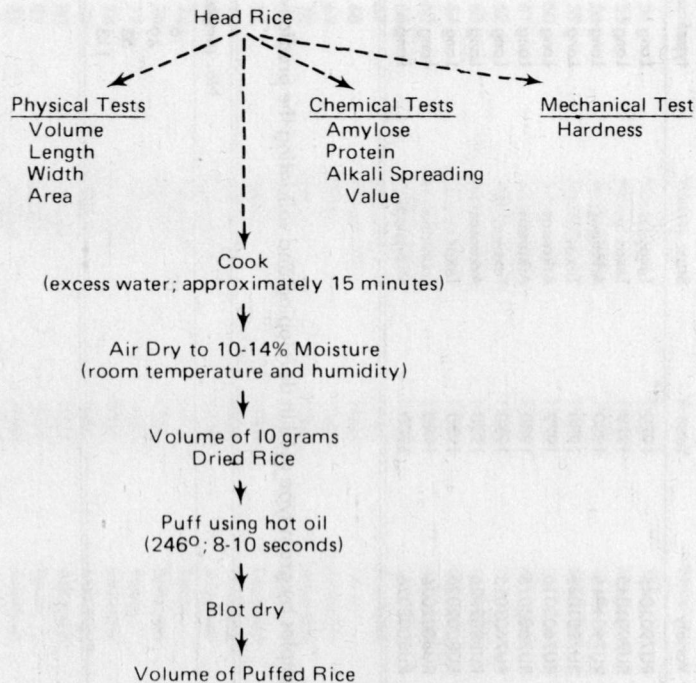 Head Rice
Physical Tests
Volume
Length
Width
Area
Chemical Tests
Amylose
Protein
Alkali Spreading
Value
Mechanical Test
Hardness
Cook
(excess water; approximately 15 minutes)
Air Dry to 10-14% Moisture
(room temperature and humidity)
Volume of 10 grams
Dried Rice
Puff using hot oil
(246º; 8-10 seconds)
Blot dry
Volume of Puffed Rice